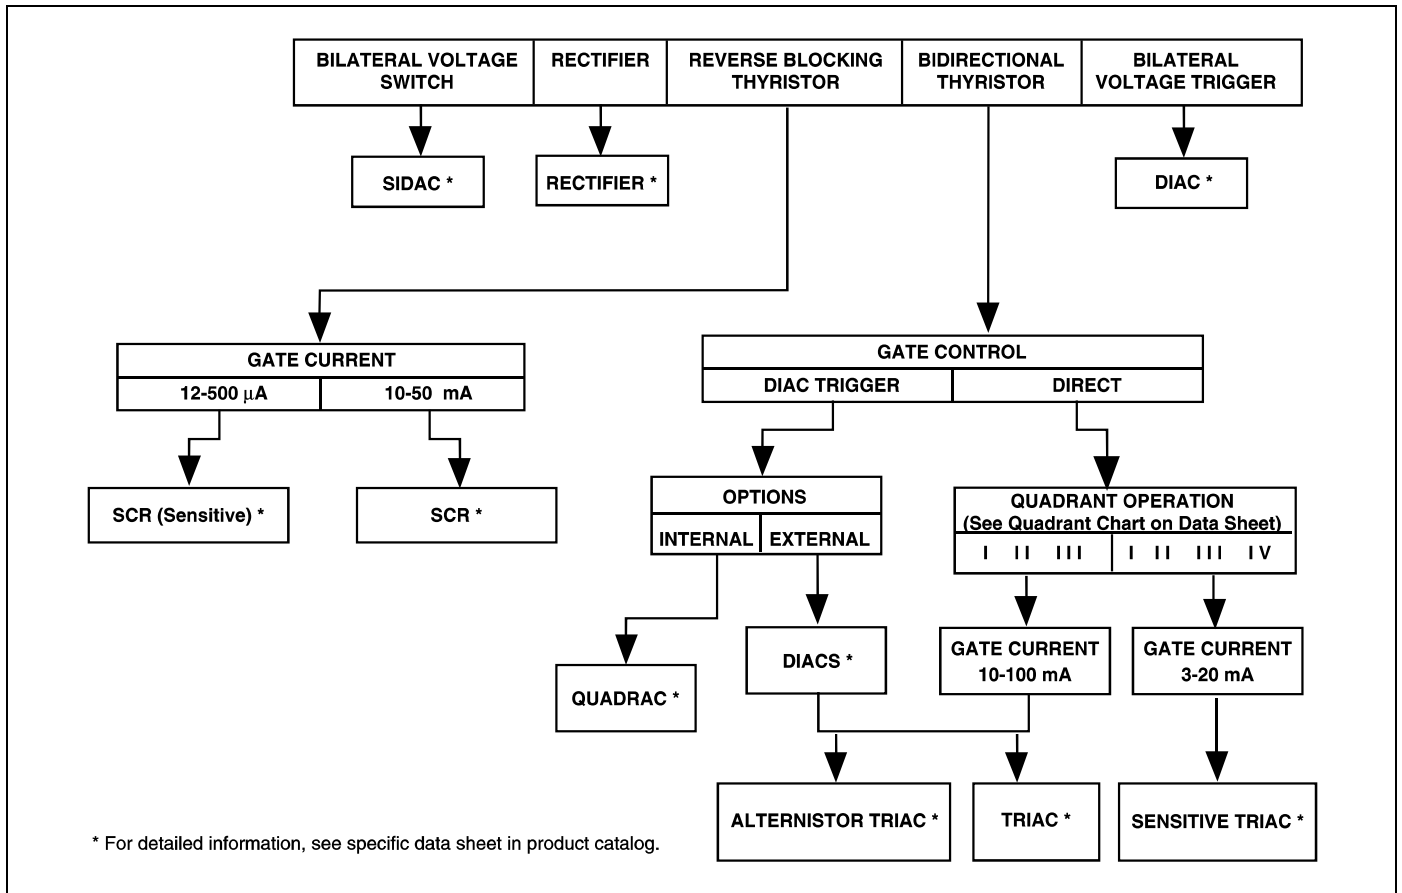 BILATERAL VOLTAGE
SWITCH
RECTIFIER
REVERSE BLOCKING
THYRISTOR
BIDIRECTIONAL
THYRISTOR
BILATERAL
VOLTAGE TRIGGER
SIDAC *
RECTIFIER *
DIAC *
GATE CURRENT
12-500 μA
10-50 mA
GATE CONTROL
DIAC TRIGGER
DIRECT
SCR (Sensitive) *
SCR *
OPTIONS
INTERNAL
EXTERNAL
QUADRANT OPERATION
(See Quadrant Chart on Data Sheet)
I II III
I II III IV
QUADRAC *
DIACS *
GATE CURRENT
10-100 mA
GATE CURRENT
3-20 mA
ALTERNISTOR TRIAC *
TRIAC *
SENSITIVE TRIAC *
* For detailed information, see specific data sheet in product catalog.